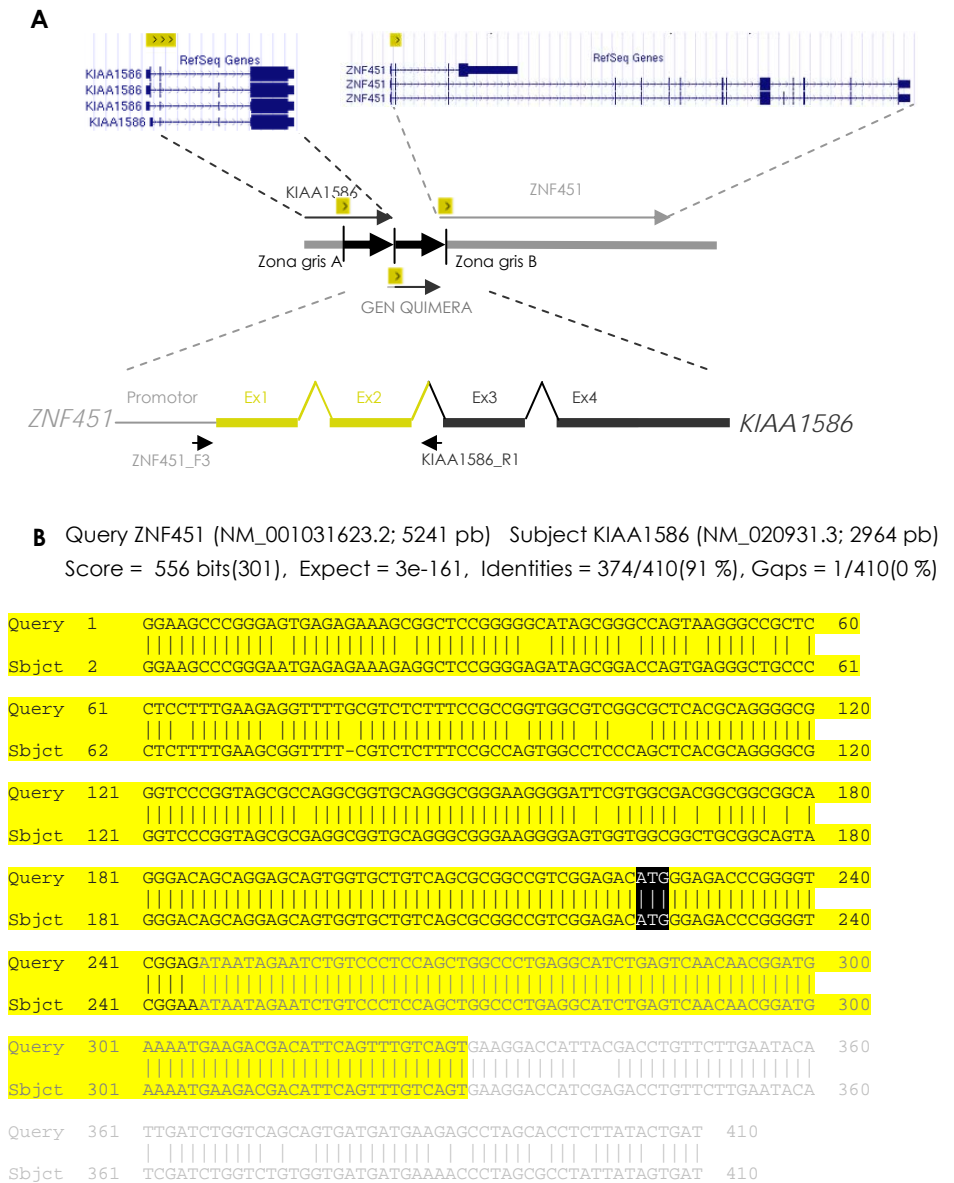 A
RefSeq Genes
KIAA1586
KIAA1586
KIAA1586
KIAA1586
RefSeq Genes
ZNF451
ZNF451
ZNF451
KIAA1586
ZNF451
Zona gris A
Zona gris B
GEN QUIMERA
ZNF451
Promotor
Ex1
Ex2
Ex3
Ex4
KIAA1586
ZNF451_F3
KIAA1586_R1
B Query ZNF451 (NM_001031623.2; 5241 pb) Subject KIAA1586 (NM_020931.3; 2964 pb)
Score = 556 bits(301), Expect = 3e-161, Identities = 374/410(91 %), Gaps = 1/410(0 %)
Query 1 GGAAGCCCGGGAGTGAGAGAAAGCGGCTCCGGGGGCATAGCGGGCCAGTAAGGGCCGCTC 60
Sbjct 2 GGAAGCCCGGGAATGAGAGAAAGAGGCTCCGGGGAGATAGCGGACCAGTGAGGGCTGCCC 61
Query 61 CTCCTTTGAAGAGGTTTTGCGTCTCTTTCCGCCGGTGGCGTCGGCGCTCACGCAGGGGCG 120
Sbjct 62 CTCTTTTGAAGCGGTTTT-CGTCTCTTTCCGCCAGTGGCCTCCCAGCTCACGCAGGGGCG 120
Query 121 GGTCCCGGTAGCGCCAGGCGGTGCAGGGCGGGAAGGGGATTCGTGGCGACGGCGGCGGCA 180
Sbjct 121 GGTCCCGGTAGCGCGAGGCGGTGCAGGGCGGGAAGGGGAGTGGTGGCGGCTGCGGCAGTA 180
Query 181 GGGACAGCAGGAGCAGTGGTGCTGTCAGCGCGGCCGTCGGAGACATGGGAGACCCGGGGT 240
Sbjct 181 GGGACAGCAGGAGCAGTGGTGCTGTCAGCGCGGCCGTCGGAGACATGGGAGACCCGGGGT 240
Query 241 CGGAGATAATAGAATCTGTCCCTCCAGCTGGCCCTGAGGCATCTGAGTCAACAACGGATG 300
Sbjct 241 CGGAAATAATAGAATCTGTCCCTCCAGCTGGCCCTGAGGCATCTGAGTCAACAACGGATG 300
Query 301 AAAATGAAGACGACATTCAGTTTGTCAGTGAAGGACCATTACGACCTGTTCTTGAATACA 360
Sbjct 301 AAAATGAAGACGACATTCAGTTTGTCAGTGAAGGACCATCGAGACCTGTTCTTGAATACA 360
Query 361 TTGATCTGGTCAGCAGTGATGATGAAGAGCCTAGCACCTCTTATACTGAT 410
Sbjct 361 TCGATCTGGTCTGTGGTGATGATGAAAACCCTAGCGCCTATTATAGTGAT 410